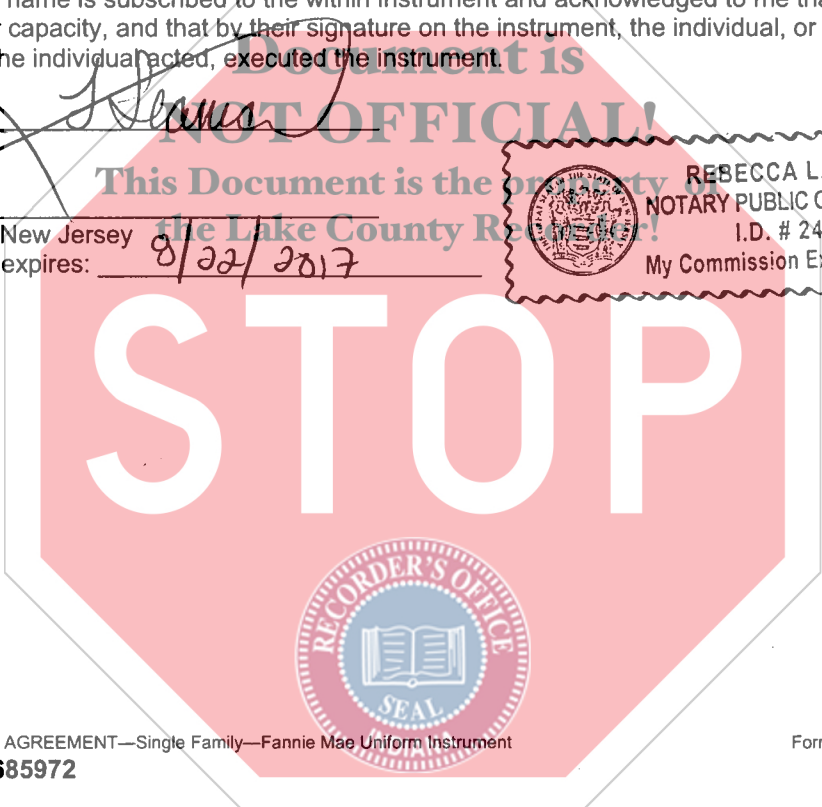 name is subscribed to the within instrument and acknowledged to me tha
capacity, and that by their signature on the instrument, the individual, or
he individual acted, executed the instrument.
Document is
NOT OFFICIAL!
This Document is the property of
the Lake County Recorder!
REBECCA L.
NOTARY PUBLIC O
I.D. # 24
My Commission Ex
New Jersey
expires: 8/22/2017
STOP
RECORDER'S OFFICE
SEAL
INDIANA
AGREEMENT—Single Family—Fannie Mae Uniform Instrument
Forr
685972